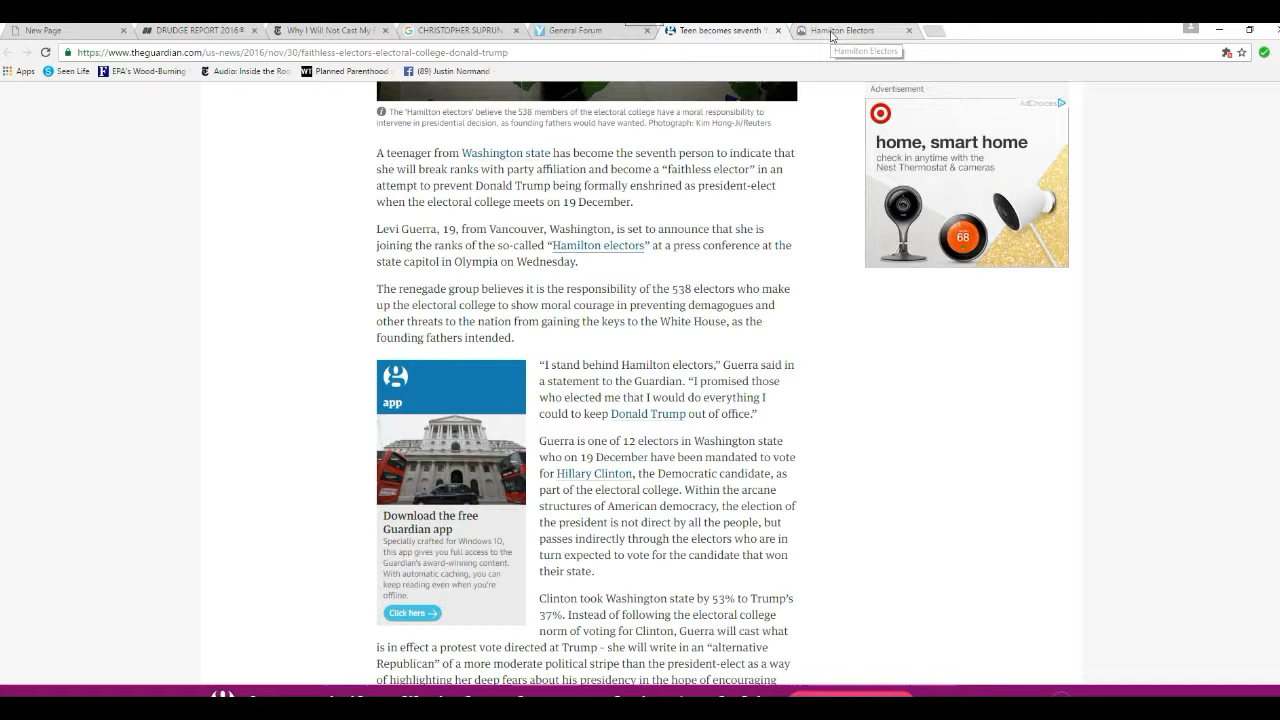 New Page
DRUDGE REPORT 2016®
Why I Will Not Cast My
CHRISTOPHER SUPRUN
General Forum
Teen becomes seventh 'f
Hamilton Electors
https://www.theguardian.com/us-news/2016/nov/30/faithless-electors-electoral-college-donald-trump
Hamilton Electors
Apps
Seen Life
EPA's Wood-Burning
Audio: Inside the Roo
Planned Parenthood
(89) Justin Normand
The 'Hamilton electors' believe the 538 members of the electoral college have a moral responsibility to
intervene in presidential decision, as founding fathers would have wanted. Photograph: Kim Hong-Ji/Reuters
A teenager from Washington state has become the seventh person to indicate that
she will break ranks with party affiliation and become a “faithless elector” in an
attempt to prevent Donald Trump being formally enshrined as president-elect
when the electoral college meets on 19 December.
Levi Guerra, 19, from Vancouver, Washington, is set to announce that she is
joining the ranks of the so-called “Hamilton electors” at a press conference at the
state capitol in Olympia on Wednesday.
The renegade group believes it is the responsibility of the 538 electors who make
up the electoral college to show moral courage in preventing demagogues and
other threats to the nation from gaining the keys to the White House, as the
founding fathers intended.
app
Download the free
Guardian app
Specially crafted for Windows 10,
this app gives you full access to the
Guardian's award-winning content.
With automatic caching, you can
keep reading even when you're
offline.
Click here →
“I stand behind Hamilton electors,” Guerra said in
a statement to the Guardian. “I promised those
who elected me that I would do everything I
could to keep Donald Trump out of office.”
Guerra is one of 12 electors in Washington state
who on 19 December have been mandated to vote
for Hillary Clinton, the Democratic candidate, as
part of the electoral college. Within the arcane
structures of American democracy, the election of
the president is not direct by all the people, but
passes indirectly through the electors who are in
turn expected to vote for the candidate that won
their state.
Clinton took Washington state by 53% to Trump's
37%. Instead of following the electoral college
norm of voting for Clinton, Guerra will cast what
is in effect a protest vote directed at Trump – she will write in an “alternative
Republican” of a more moderate political stripe than the president-elect as a way
of highlighting her deep fears about his presidency in the hope of encouraging
Advertisement
AdChoices
home, smart home
check in anytime with the
Nest Thermostat & cameras
68